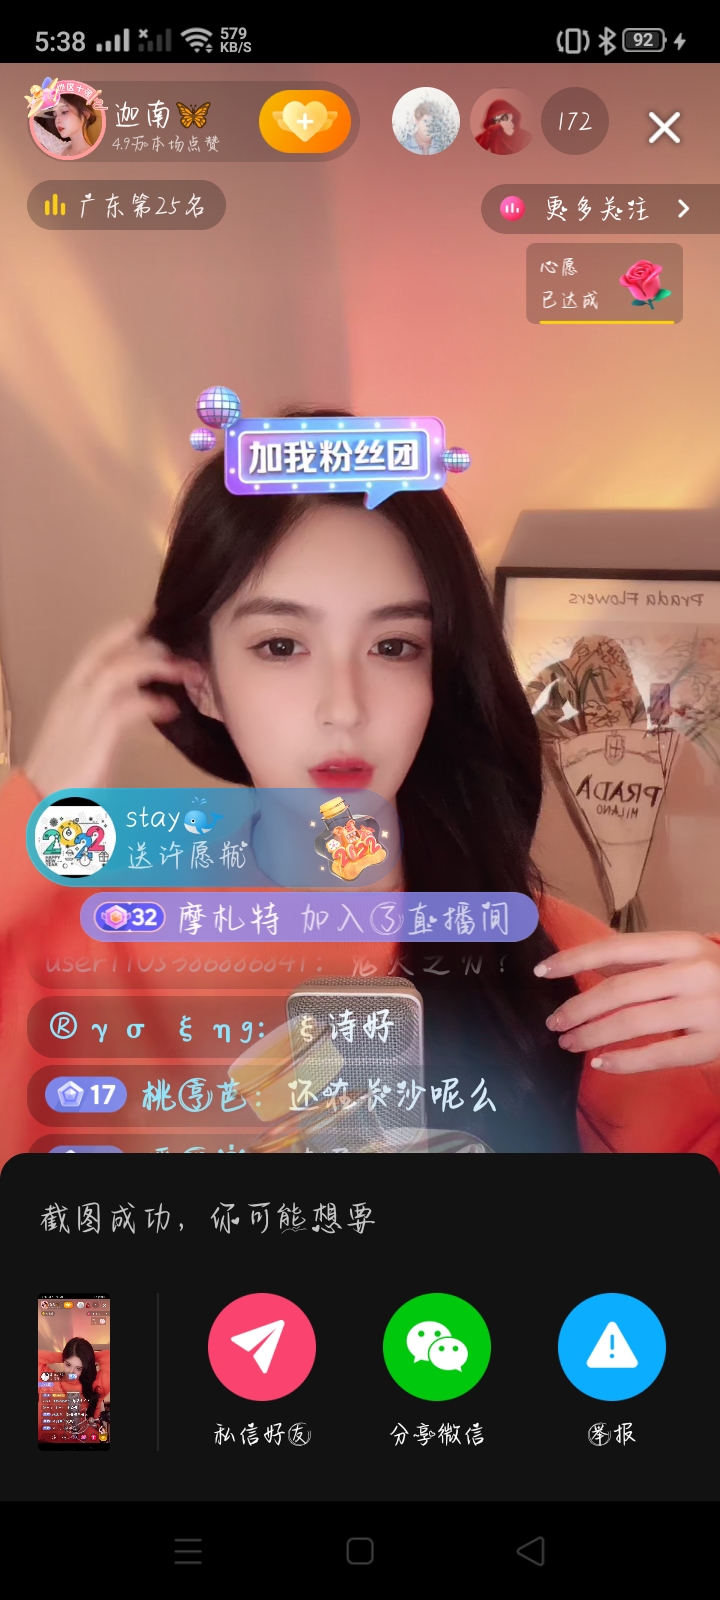 5:38
579
KB/S
92
迦南🦋
4.9万本场点赞
172
广东第25名
更多关注
心愿
已达成
加我粉丝团
Prada Flowers
PRADA
MILANO
stay🐳
送许愿瓶
32 摩札特 加入了直播间
Ⓡ γ σ ξ η g: ξ 涛好
17 桃享芭: 还在长沙呢么
截图成功，你可能想要
私信好友
分享微信
举报